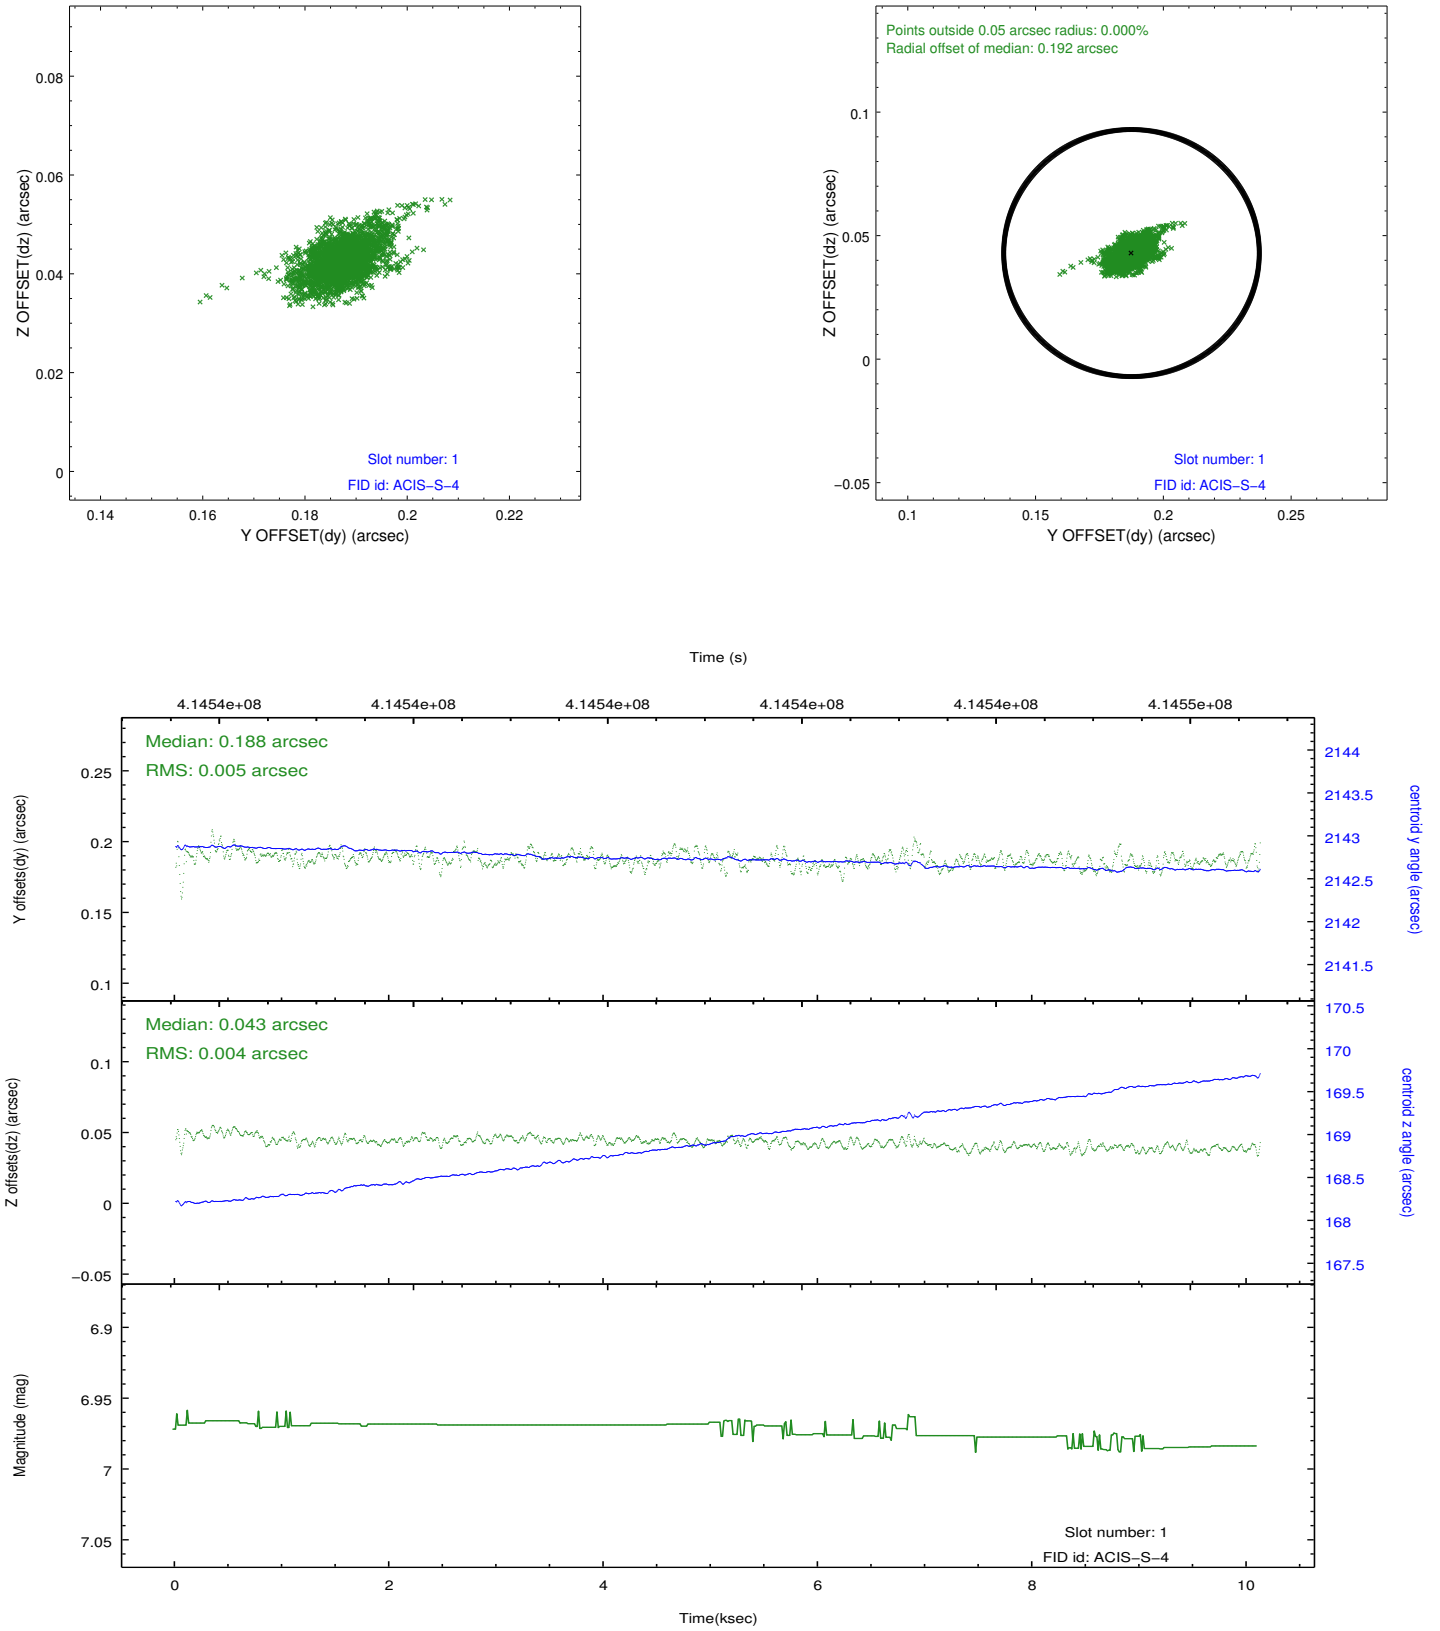 0.08
0.06
0.04
0.02
0
Z OFFSET(dz) (arcsec)
Slot number: 1
FID id: ACIS−S−4
0.14 0.16 0.18 0.2 0.22
Y OFFSET(dy) (arcsec)
Points outside 0.05 arcsec radius: 0.000%
Radial offset of median: 0.192 arcsec
0.1
0.05
0
−0.05
Z OFFSET(dz) (arcsec)
Slot number: 1
FID id: ACIS−S−4
0.1 0.15 0.2 0.25
Y OFFSET(dy) (arcsec)
Time (s)
4.1454e+08 4.1454e+08 4.1454e+08 4.1454e+08 4.1454e+08 4.1455e+08
Median: 0.188 arcsec
RMS: 0.005 arcsec
0.25
0.2
0.15
0.1
Y offsets(dy) (arcsec)
2144
2143.5
2143
2142.5
2142
2141.5
centroid y angle (arcsec)
Median: 0.043 arcsec
RMS: 0.004 arcsec
0.1
0.05
0
−0.05
Z offsets(dz) (arcsec)
170.5
170
169.5
169
168.5
168
167.5
centroid z angle (arcsec)
6.9
6.95
7
7.05
Magnitude (mag)
Slot number: 1
FID id: ACIS−S−4
0 2 4 6 8 10
Time(ksec)